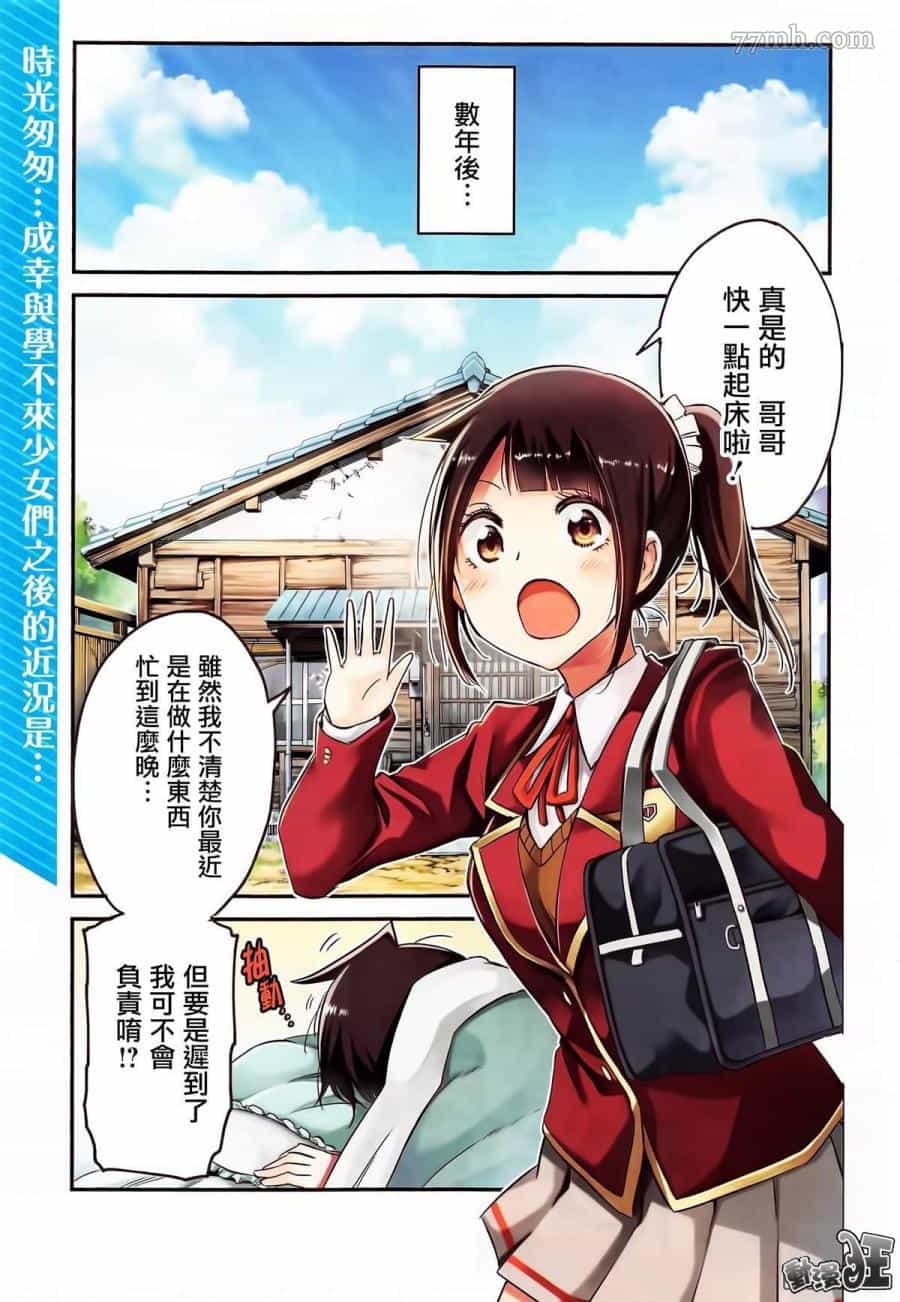 時光匆匆…成幸與學不來少女們之後的近況是…
77mh.com
數年後…
真是的 哥哥
快一點起床啦！
雖然我不清楚你最近
是在做什麼東西
忙到這麼晚…
抽動…
但要是遲到了
我可不會
負責唷!?
動漫狂